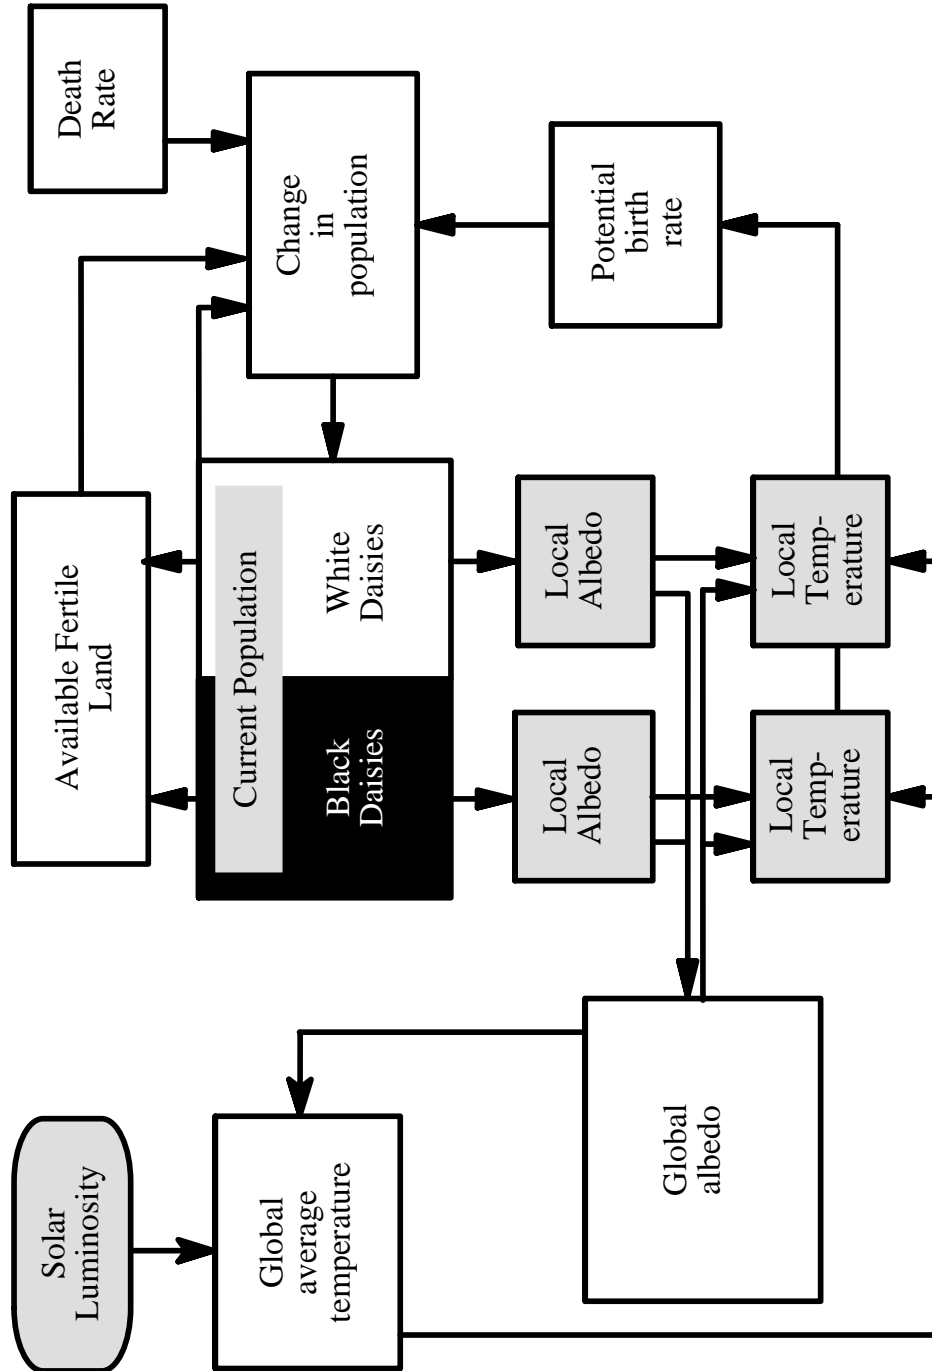 Solar
Luminosity
Global
average
temperature
Global
albedo
Available Fertile
Land
Current Population
Black
Daisies
White
Daisies
Local
Albedo
Local
Albedo
Local
Temp-
erature
Local
Temp-
erature
Death
Rate
Change
in
population
Potential
birth
rate